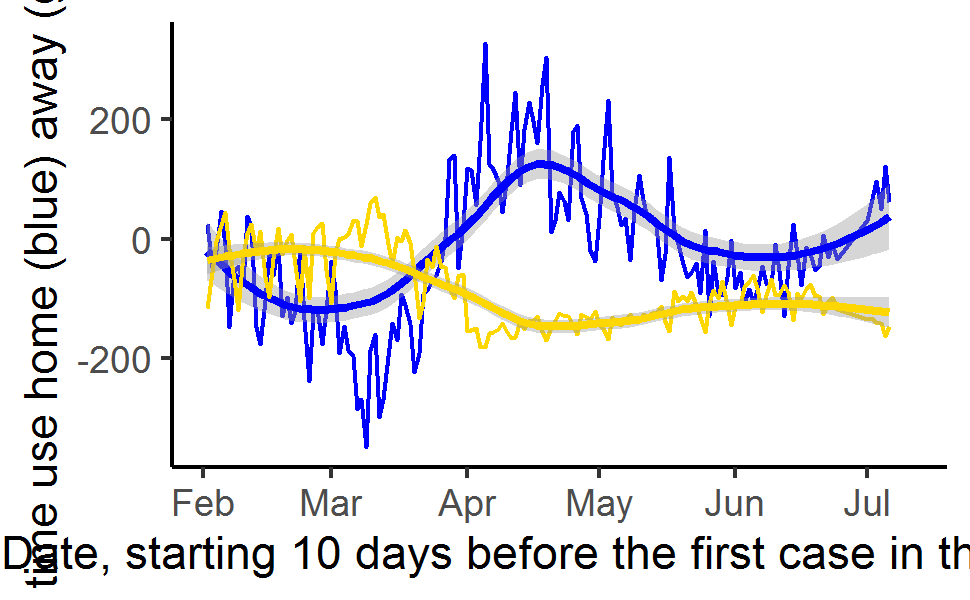 time use home (blue) away (
200
0
-200
Feb Mar Apr May Jun Jul
Date, starting 10 days before the first case in th